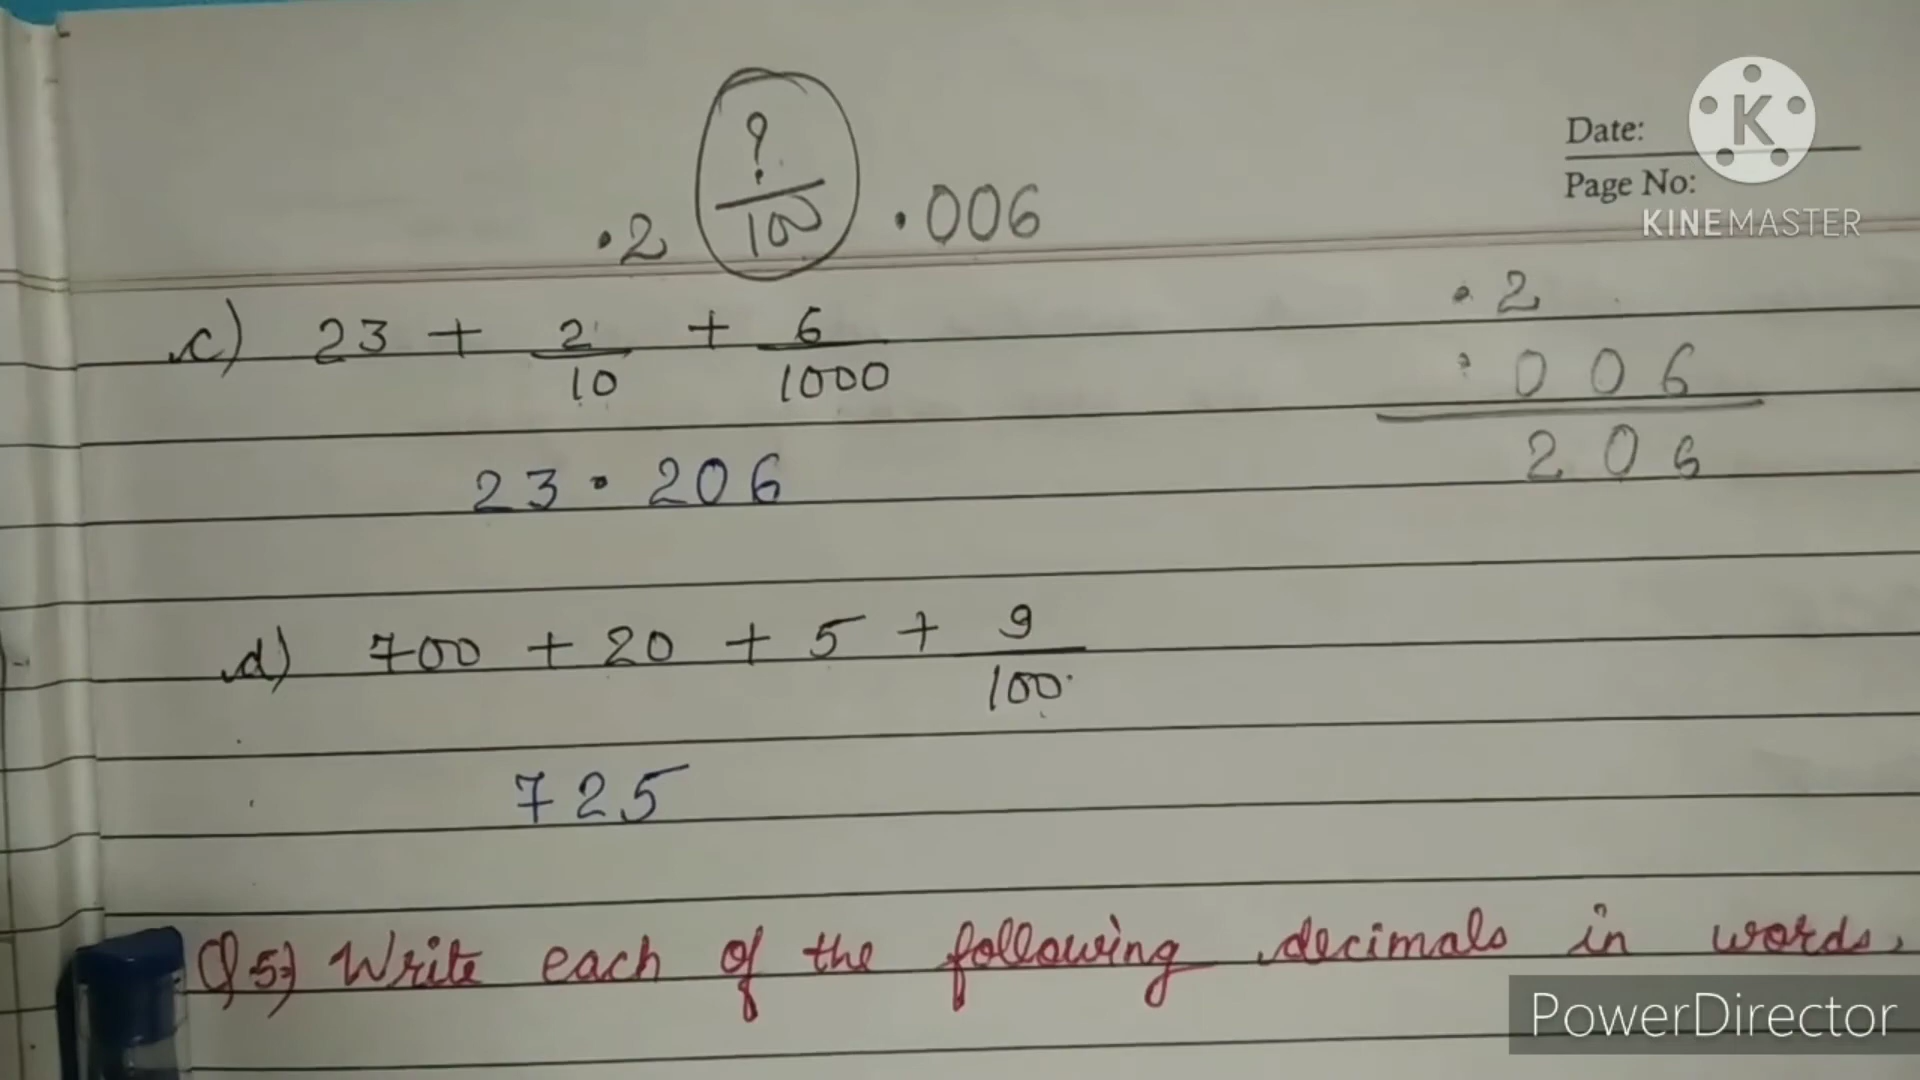 Date:
Page No:
K
KINEMASTER
.2 ?/100 .006
c) 23 + 2/10 + 6/1000
23.206
.2
.006
206
d) 700 + 20 + 5 + 9/100
725
Q5) Write each of the following decimals in words,
PowerDirector